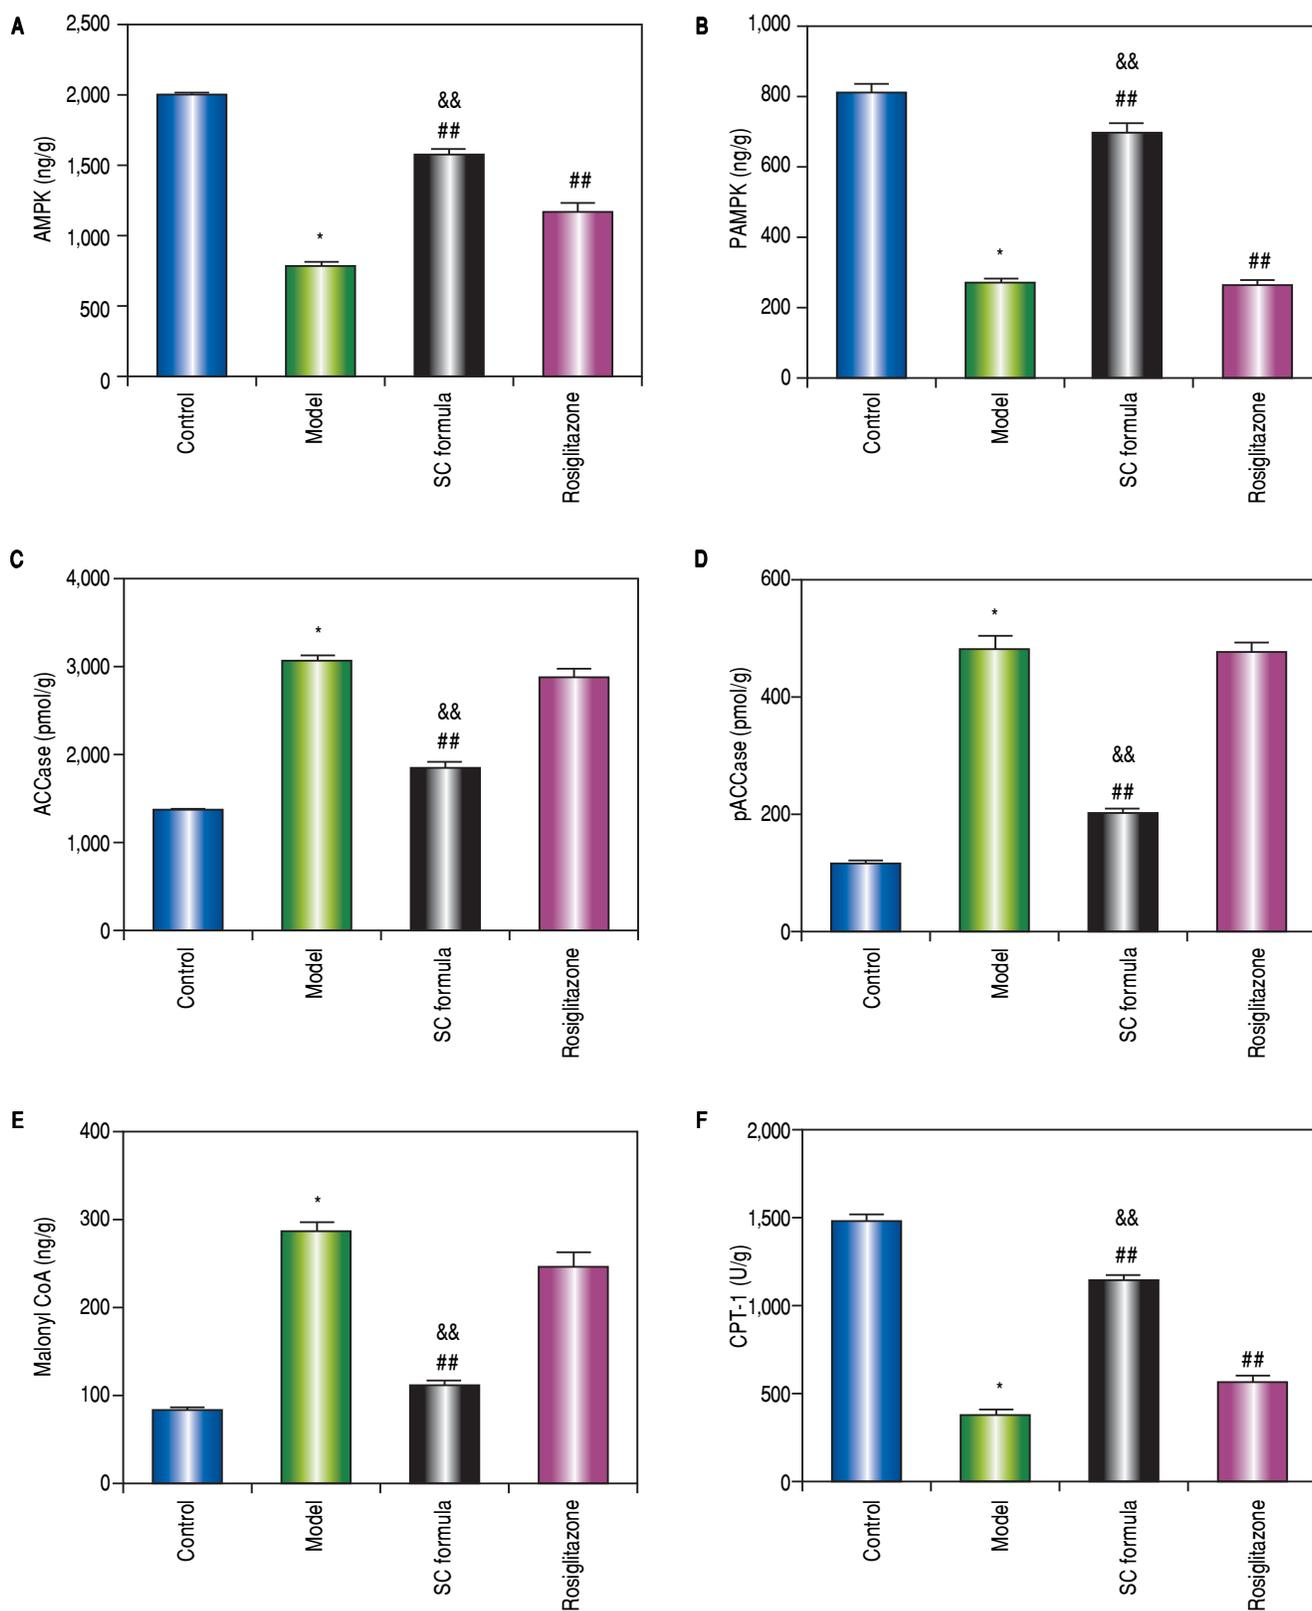 A
2,500
2,000
1,500
1,000
500
0
AMPK (ng/g)
*
&&
##
##
Control
Model
SC formula
Rosiglitazone
B
1,000
800
600
400
200
0
PAMPK (ng/g)
*
&&
##
##
Control
Model
SC formula
Rosiglitazone
C
4,000
3,000
2,000
1,000
0
ACCase (pmol/g)
*
&&
##
Control
Model
SC formula
Rosiglitazone
D
600
400
200
0
pACCase (pmol/g)
*
&&
##
Control
Model
SC formula
Rosiglitazone
E
400
300
200
100
0
Malonyl CoA (ng/g)
*
&&
##
Control
Model
SC formula
Rosiglitazone
F
2,000
1,500
1,000
500
0
CPT-1 (U/g)
*
&&
##
##
Control
Model
SC formula
Rosiglitazone